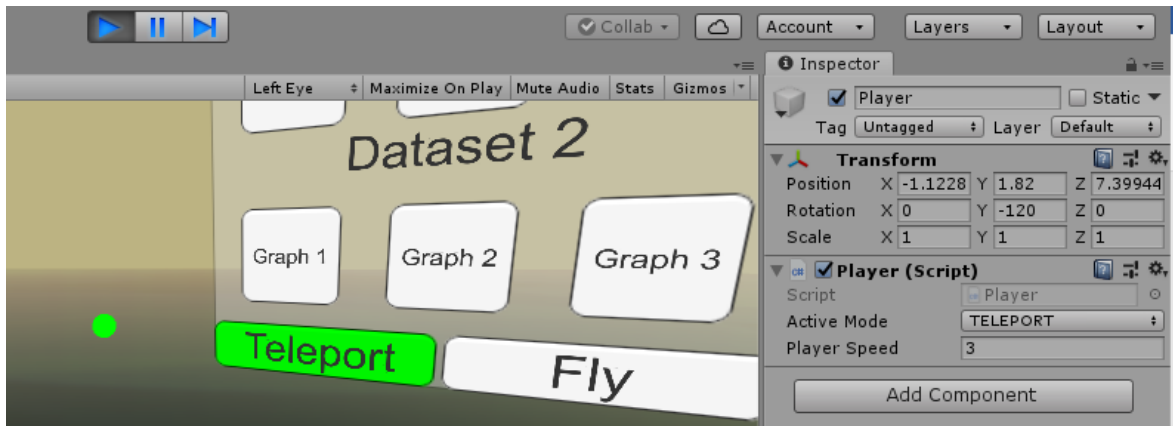 Collab Account Layers Layout
Inspector
Left Eye Maximize On Play Mute Audio Stats Gizmos
Player Static
Tag Untagged Layer Default
Transform
Position X -1.1228 Y 1.82 Z 7.39944
Rotation X 0 Y -120 Z 0
Scale X 1 Y 1 Z 1
c# Player (Script)
Script Player
Active Mode TELEPORT
Player Speed 3
Add Component
Dataset 2
Graph 1 Graph 2 Graph 3
Teleport Fly